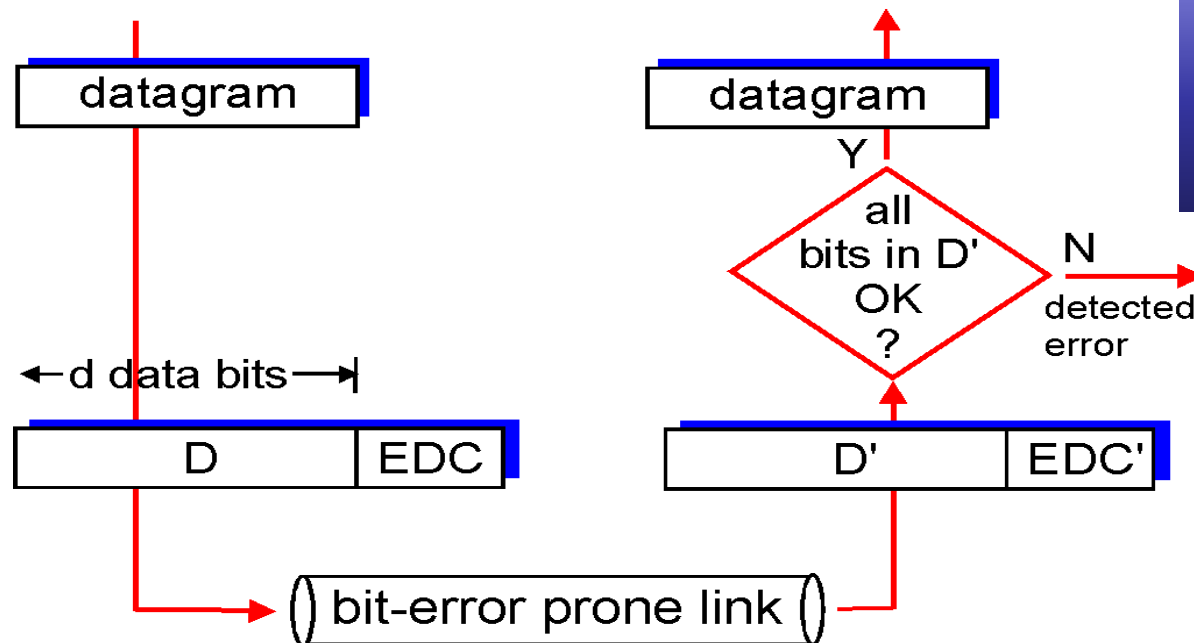 datagram
d data bits
D
EDC
bit-error prone link
datagram
Y
all
bits in D'
OK
?
N
detected
error
D'
EDC'